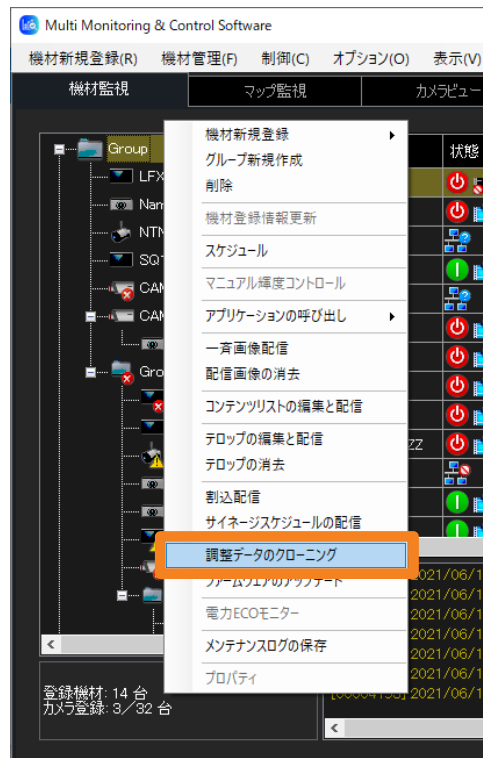 Multi Monitoring & Control Software
機材新規登録(R) 機材管理(F) 制御(C) オプション(O) 表示(V)
機材監視 マップ監視 カメラビュー
Group
状態
LFX
Nam
NTN
SQ1
CAM
CAM
Gro
ZZ
機材新規登録
グループ新規作成
削除
機材登録情報更新
スケジュール
マニュアル輝度コントロール
アプリケーションの呼び出し
一斉画像配信
配信画像の消去
コンテンツリストの編集と配信
テロップの編集と配信
テロップの消去
割込配信
サイネージスケジュールの配信
調整データのクローニング
ファームウェアのアップデート
電力ECOモニター
メンテナンスログの保存
プロパティ
2021/06/1
2021/06/1
2021/06/1
2021/06/1
2021/06/1
2021/06/1
2021/06/1
登録機材: 14 台
カメラ登録: 3／32 台